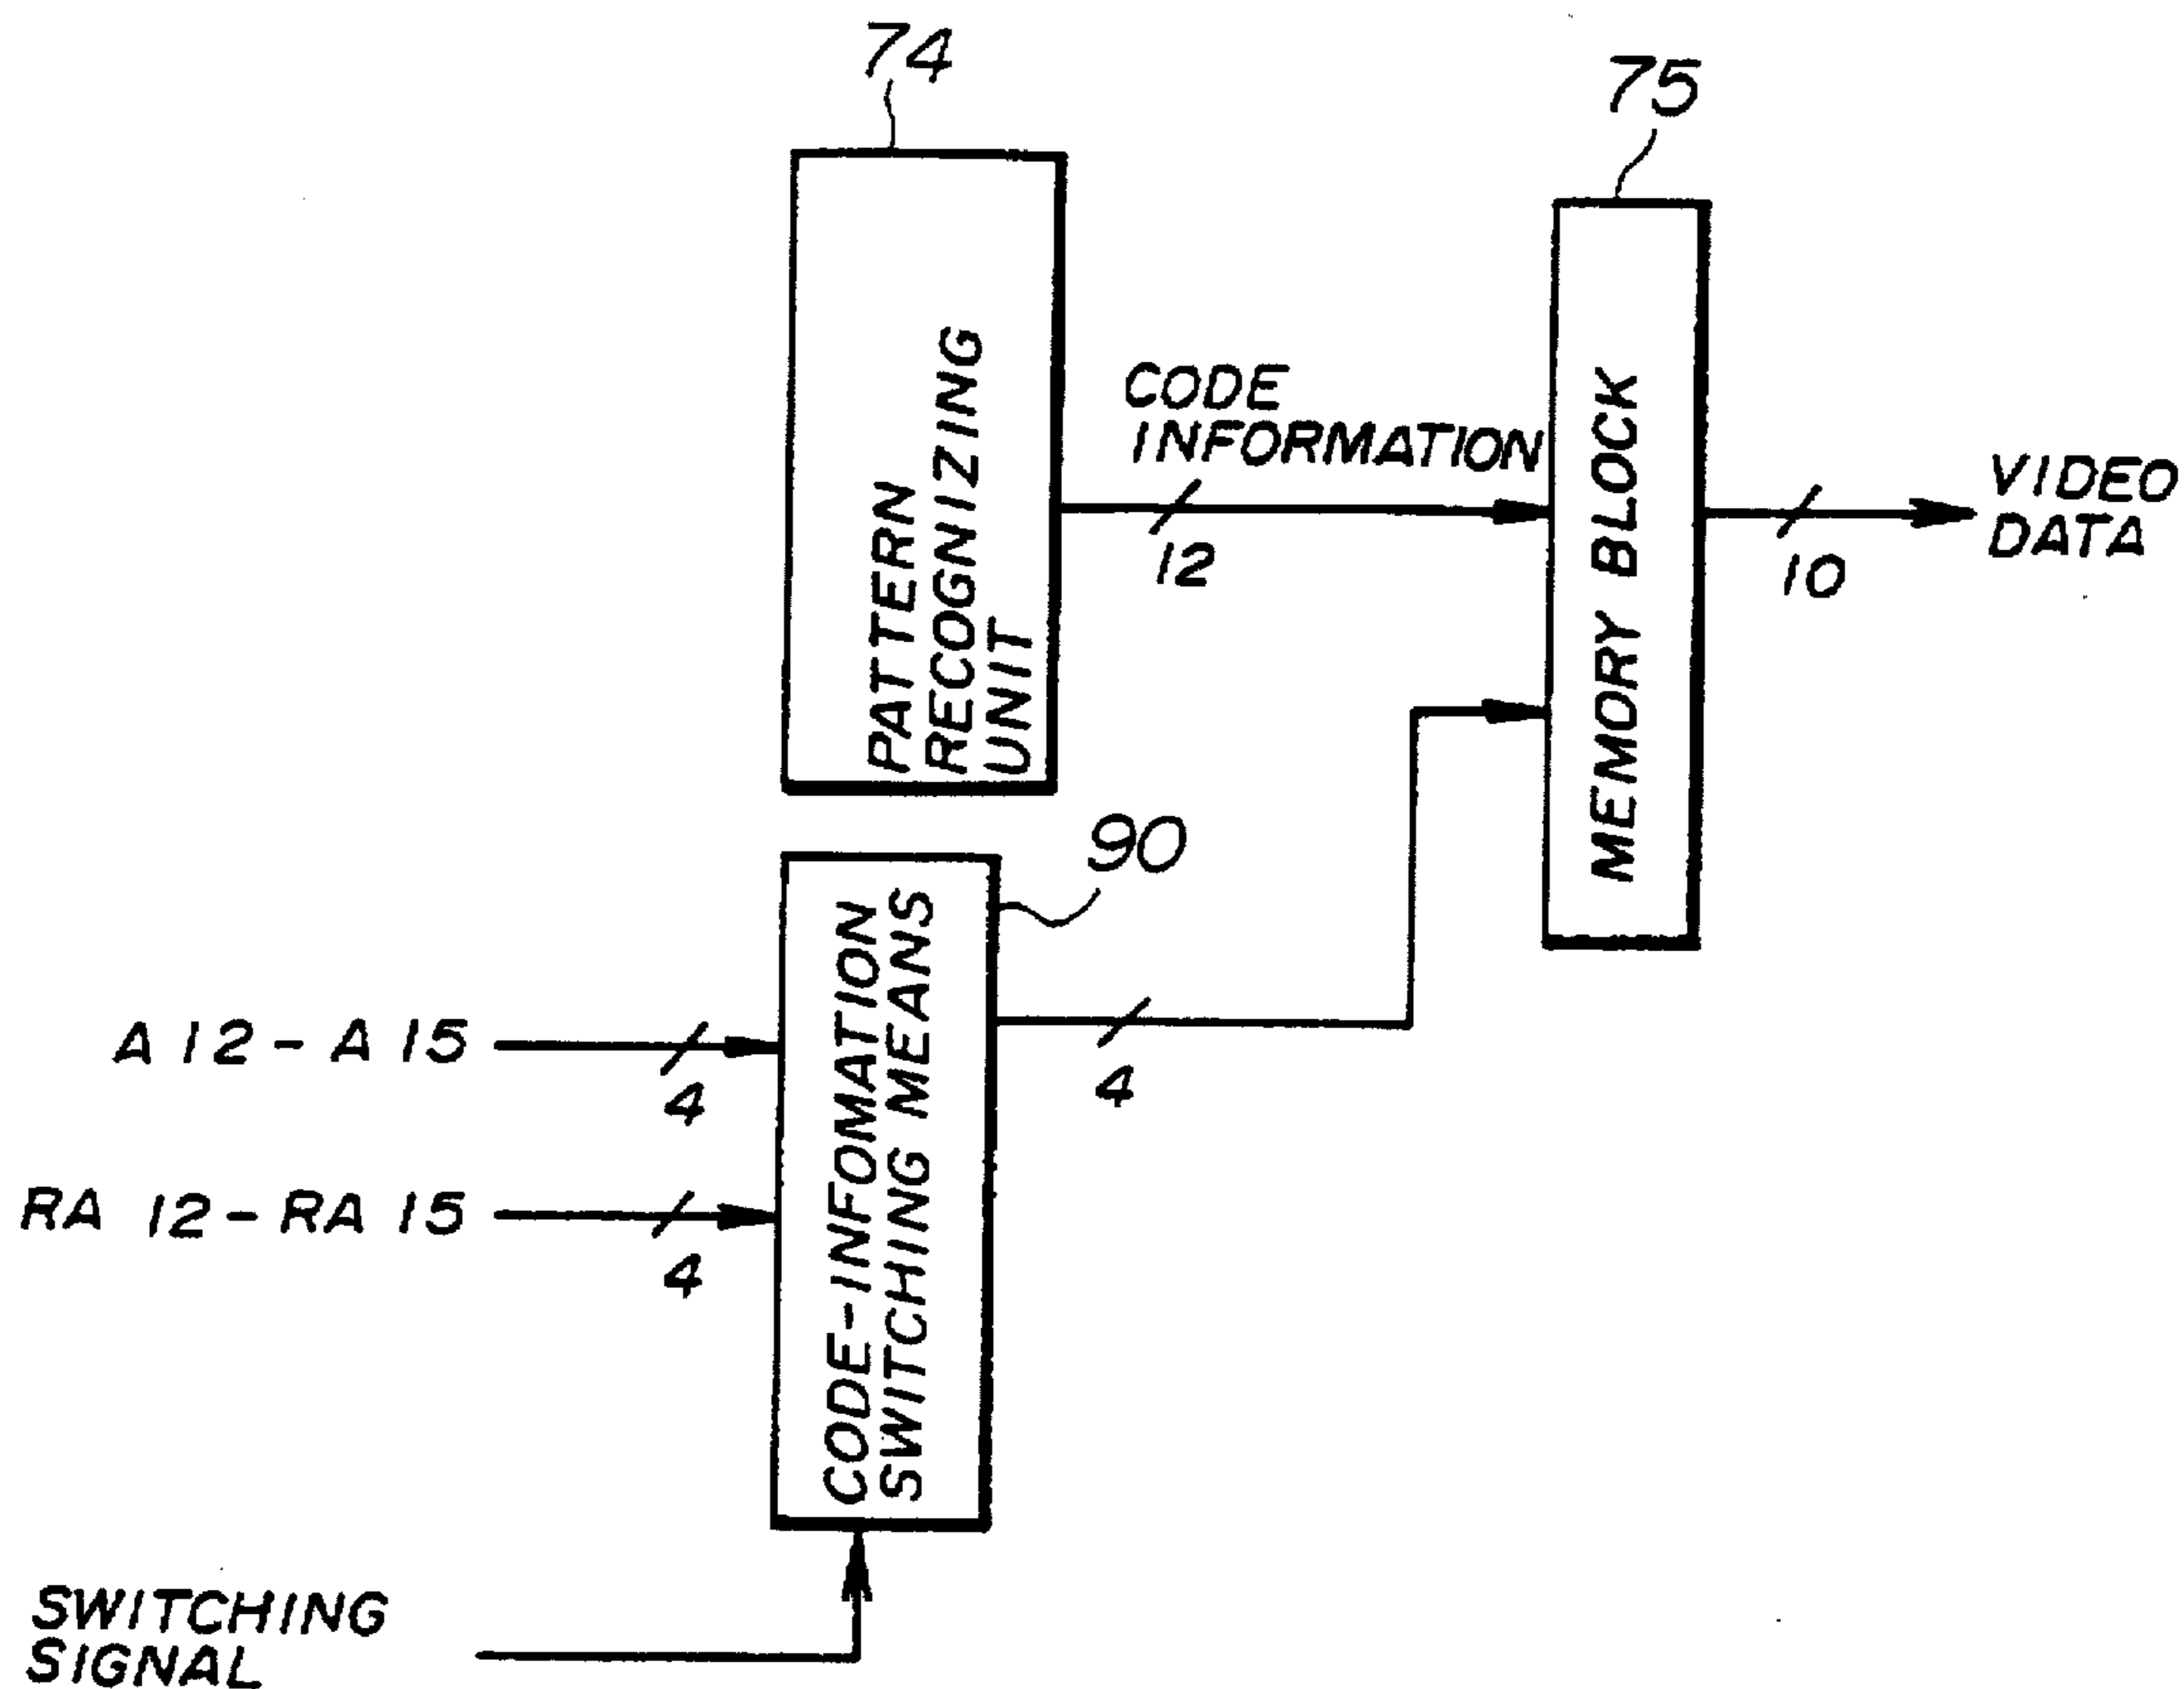 74
75
PATTERN
RECOGNIZING
UNIT
CODE
INFORMATION
12
MEMORY BLOCK
10
VIDEO
DATA
90
CODE-INFOMATION
SWITCHING MEANS
A 12 - A 15
4
4
RA 12 - RA 15
4
SWITCHING
SIGNAL